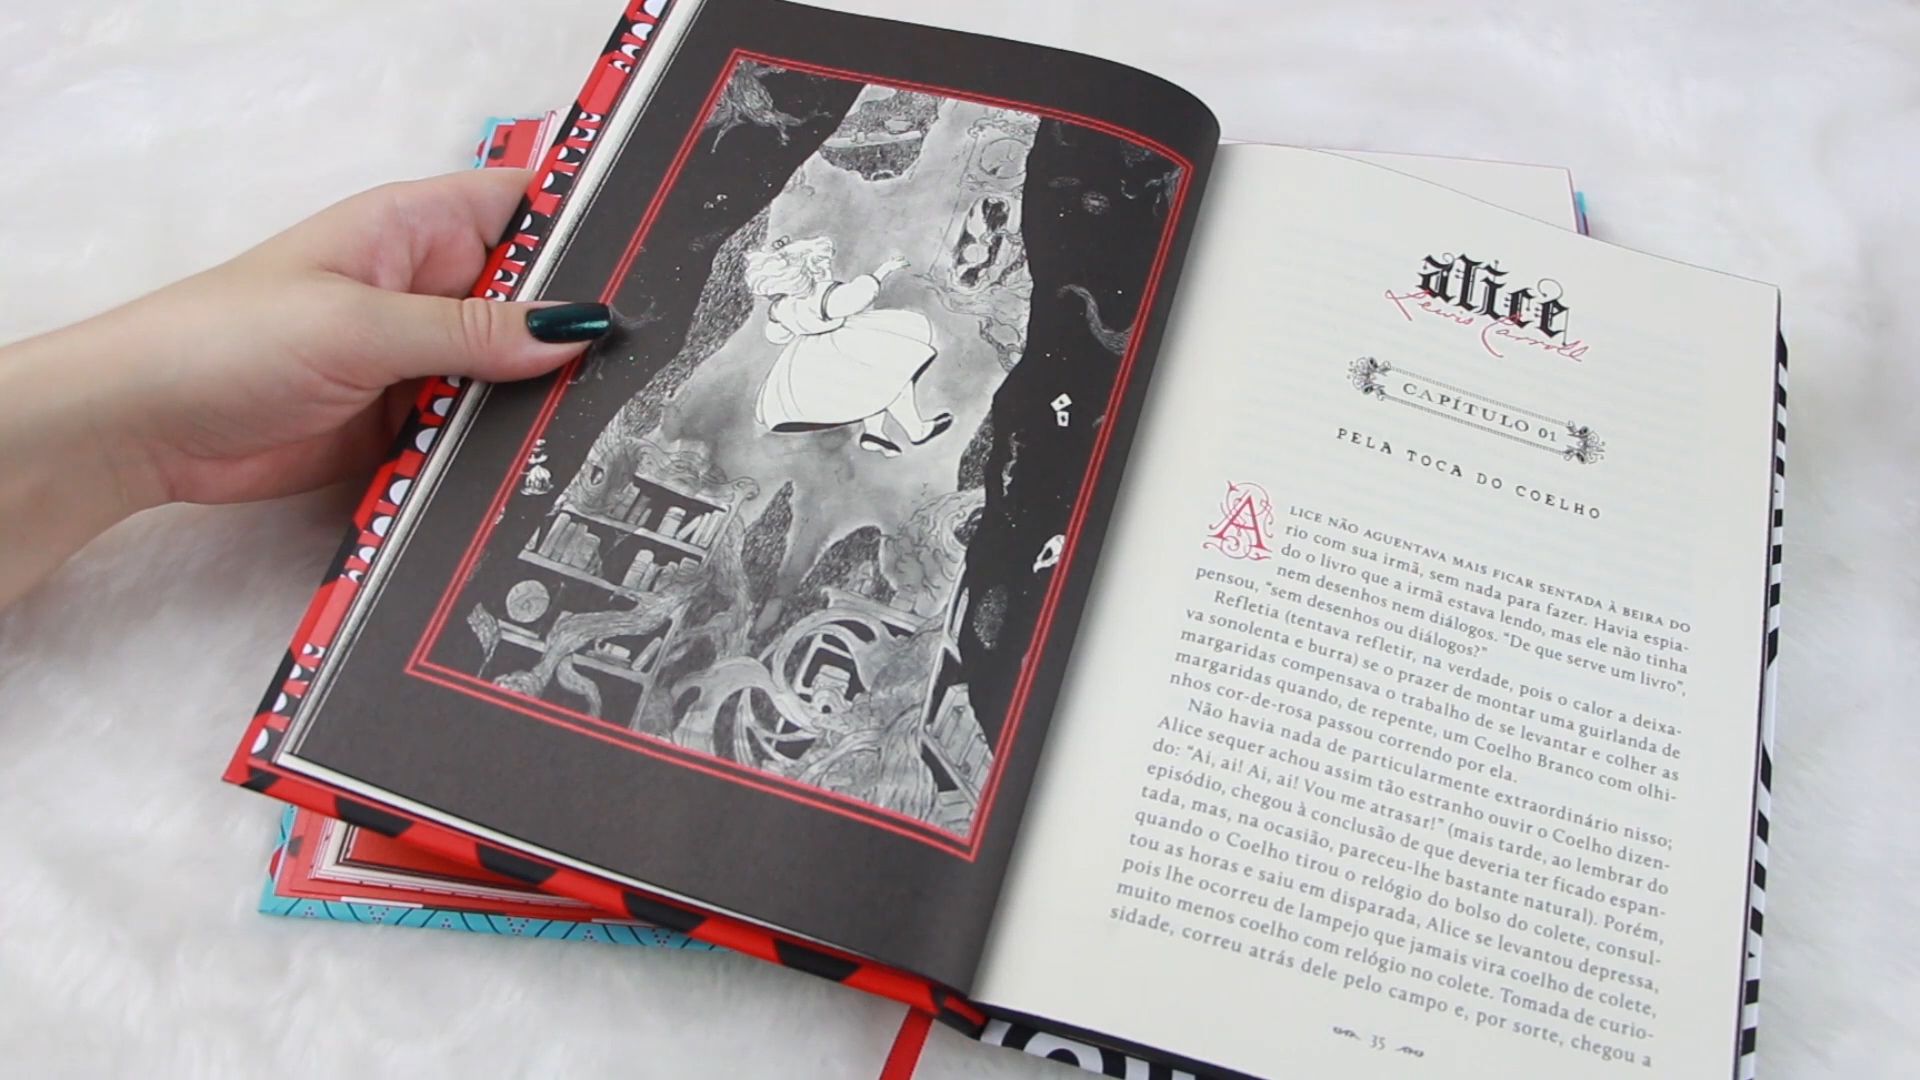 alice
Lewis Carroll
CAPÍTULO 01
PELA TOCA DO COELHO
ALICE NÃO AGUENTAVA MAIS FICAR SENTADA À BEIRA DO
rio com sua irmã, sem nada para fazer. Havia espia-
do o livro que a irmã estava lendo, mas ele não tinha
nem desenhos nem diálogos. “De que serve um livro”,
pensou, “sem desenhos ou diálogos?”
Refletia (tentava refletir, na verdade, pois o calor a deixa-
va sonolenta e burra) se o prazer de montar uma guirlanda de
margaridas compensava o trabalho de se levantar e colher as
margaridas quando, de repente, um Coelho Branco com olhi-
nhos cor-de-rosa passou correndo por ela.
Não havia nada de particularmente extraordinário nisso;
Alice sequer achou assim tão estranho ouvir o Coelho dizen-
do: “Ai, ai! Ai, ai! Vou me atrasar!” (mais tarde, ao lembrar do
episódio, chegou à conclusão de que deveria ter ficado espan-
tada, mas, na ocasião, pareceu-lhe bastante natural). Porém,
quando o Coelho tirou o relógio do bolso do colete, consul-
tou as horas e saiu em disparada, Alice se levantou depressa,
pois lhe ocorreu de lampejo que jamais vira coelho de colete,
muito menos coelho com relógio no colete. Tomada de curio-
sidade, correu atrás dele pelo campo e, por sorte, chegou a
35